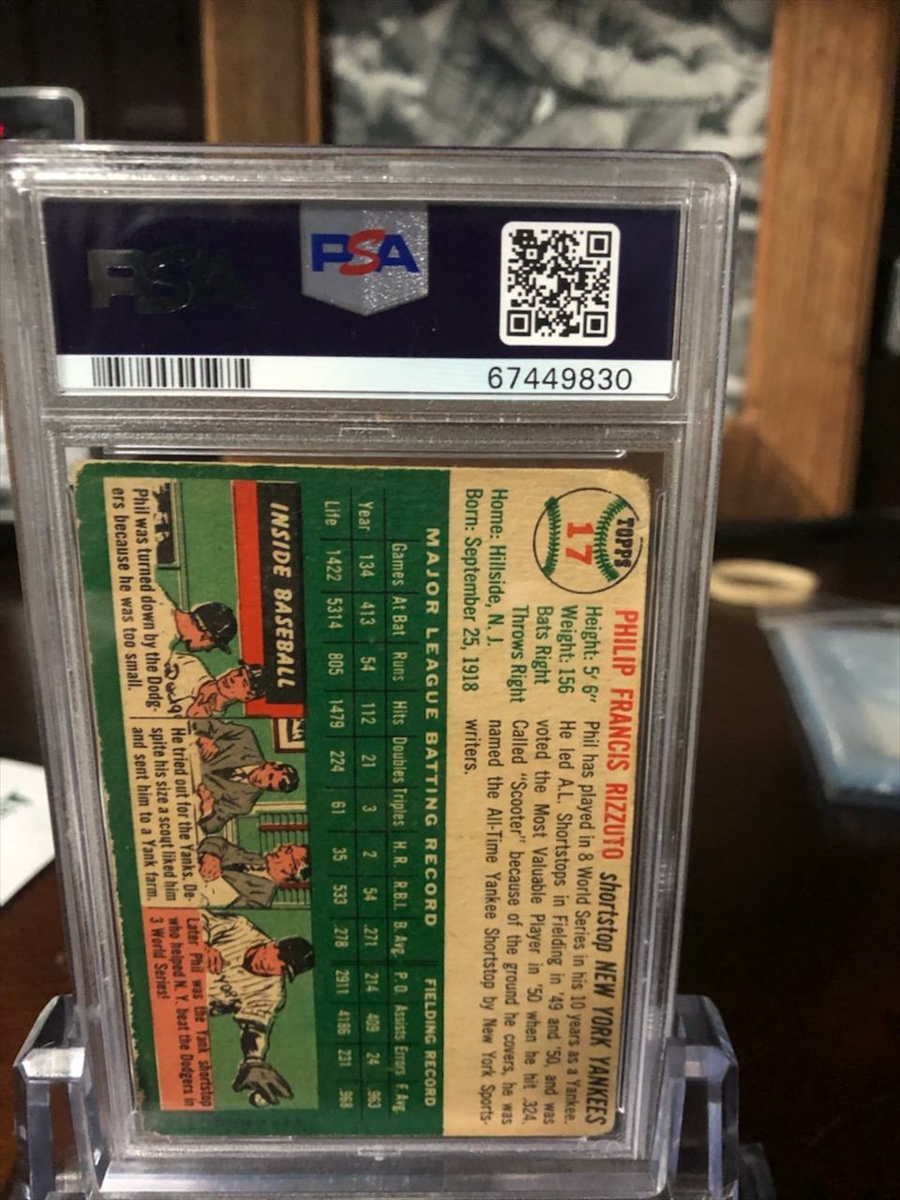 PSA
PSA
67449830
TOPPS
17
PHILIP FRANCIS RIZZUTO shortstop NEW YORK YANKEES
Height: 5' 6"
Weight: 156
Bats Right
Throws Right
Home: Hillside, N. J.
Born: September 25, 1918
Phil has played in 8 World Series in his 10 years as a Yankee.
He led A.L. Shortstops in Fielding in '49 and '50, and was
voted the Most Valuable Player in '50 when he hit .324.
Called "Scooter" because of the ground he covers, he was
named the All-Time Yankee Shortstop by New York Sports-
writers.
MAJOR LEAGUE BATTING RECORD FIELDING RECORD
Games At Bat Runs Hits Doubles Triples H.R. R.B.I. B. Avg. P.O. Assists Errors F. Avg.
Year 134 413 54 112 21 3 2 54 .271 214 409 24 .963
Life 1422 5314 805 1479 224 61 35 533 .278 2911 4186 231 .968
INSIDE BASEBALL
Phil was turned down by the Dodg-
ers because he was too small.
He tried out for the Yanks. De-
spite his size a scout liked him
and sent him to a Yank farm.
Later Phil was the Yank shortstop
who helped N. Y. beat the Dodgers in
3 World Series!